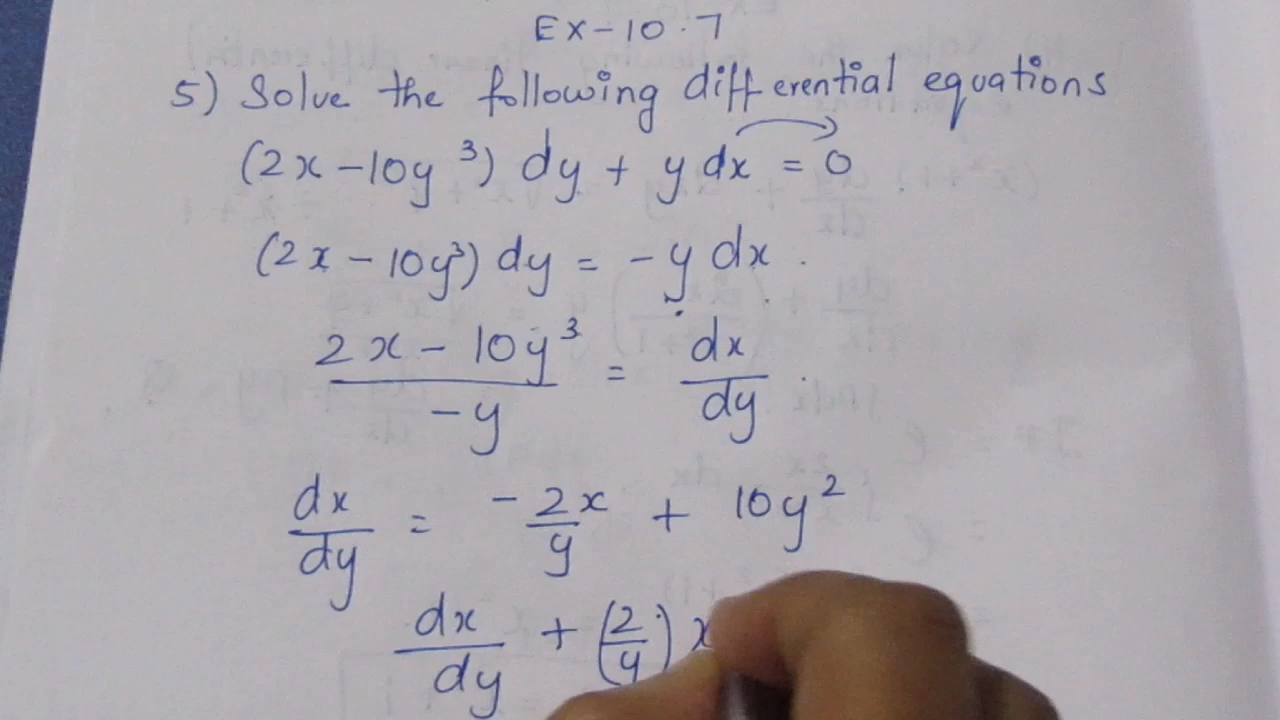 EX-10.7
5) Solve the following differential equations
(2x-10y³) dy + y dx = 0
(2x-10y³) dy = -y dx.
2x-10y³/-y = dx/dy
dx/dy = -2x/y + 10y²
dx/dy + (2/y) x